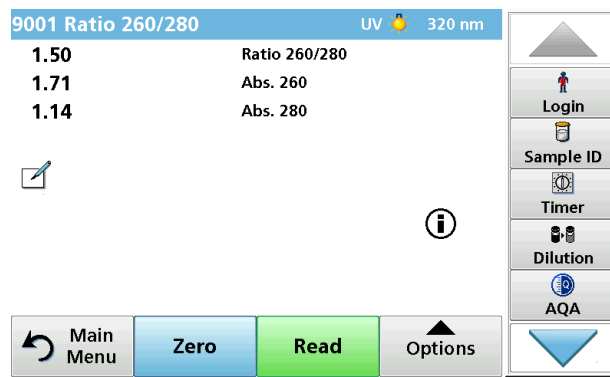 9001 Ratio 260/280 UV 320 nm
1.50 Ratio 260/280
1.71 Abs. 260
1.14 Abs. 280
Login
Sample ID
Timer
Dilution
AQA
Main Menu
Zero
Read
Options